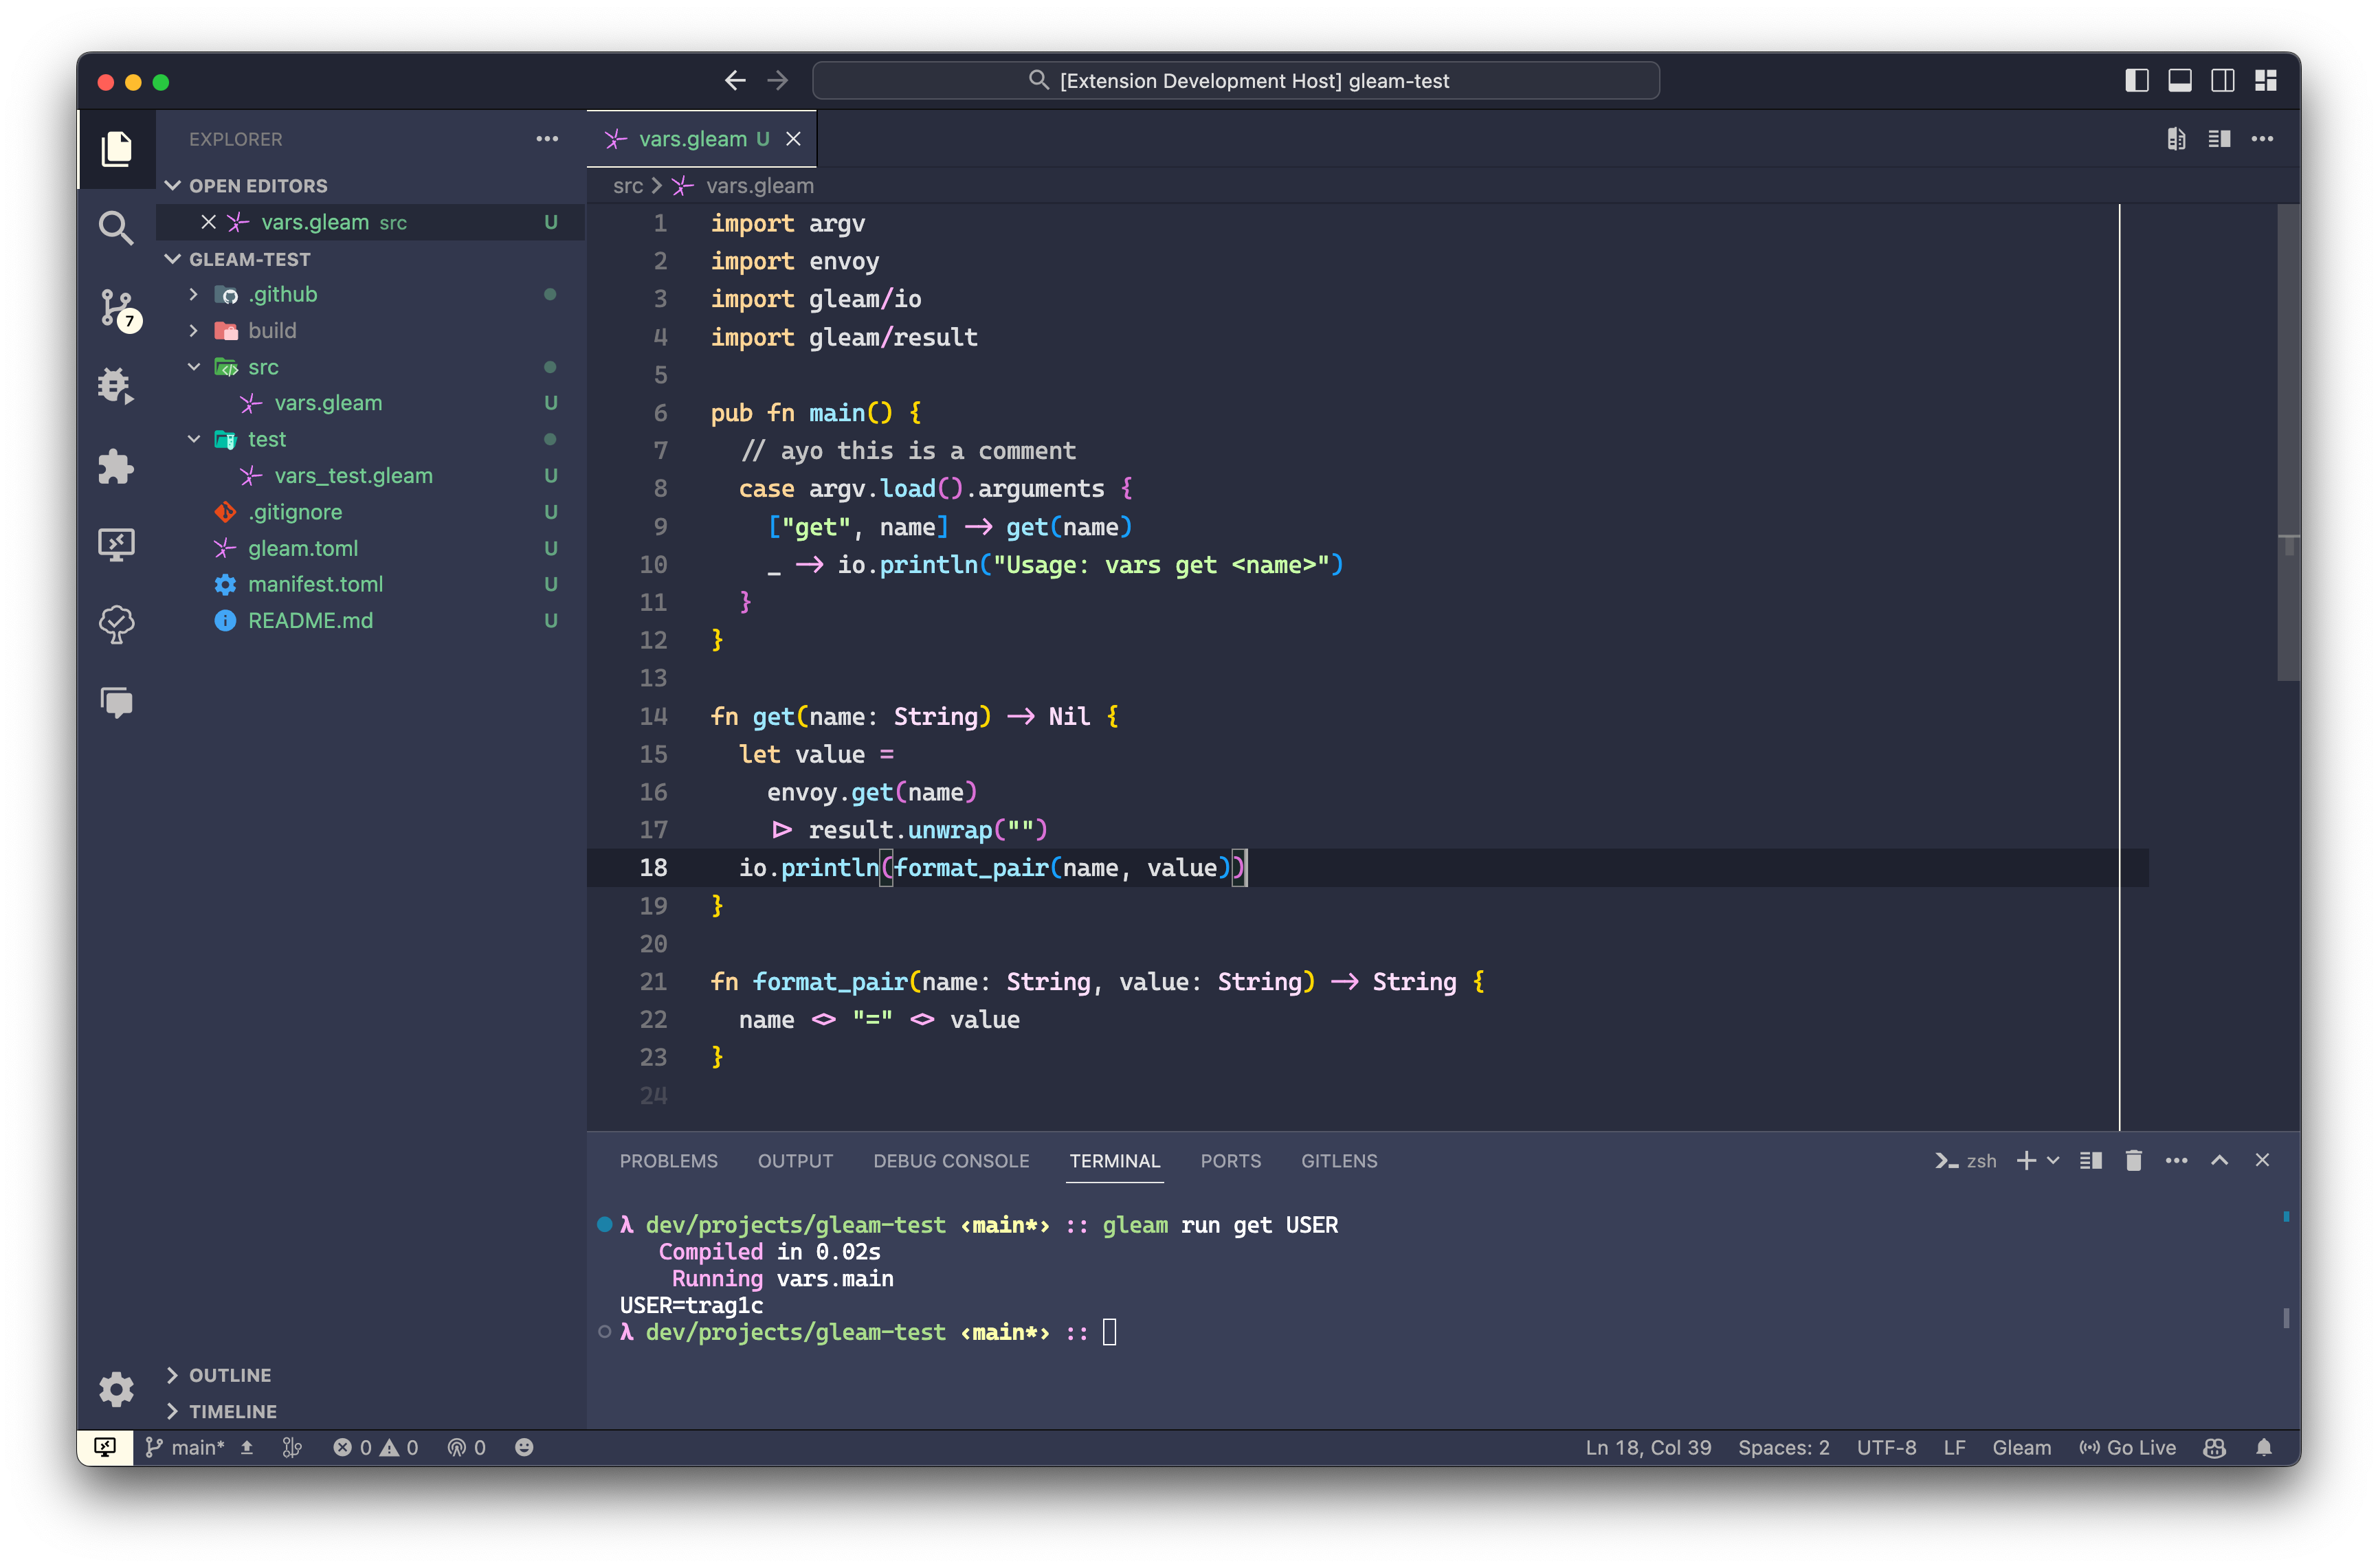 [Extension Development Host] gleam-test
EXPLORER
OPEN EDITORS
vars.gleam src U
GLEAM-TEST
.github
build
src
vars.gleam U
test
vars_test.gleam U
.gitignore U
gleam.toml U
manifest.toml U
README.md U
OUTLINE
TIMELINE
7
vars.gleam U
src > vars.gleam
1 import argv
2 import envoy
3 import gleam/io
4 import gleam/result
5
6 pub fn main() {
7   // ayo this is a comment
8   case argv.load().arguments {
9     ["get", name] -> get(name)
10     _ -> io.println("Usage: vars get <name>")
11   }
12 }
13
14 fn get(name: String) -> Nil {
15   let value =
16     envoy.get(name)
17     |> result.unwrap("")
18   io.println(format_pair(name, value))
19 }
20
21 fn format_pair(name: String, value: String) -> String {
22   name <> "=" <> value
23 }
24
PROBLEMS OUTPUT DEBUG CONSOLE TERMINAL PORTS GITLENS
zsh
λ dev/projects/gleam-test ‹main*› :: gleam run get USER
Compiled in 0.02s
Running vars.main
USER=trag1c
λ dev/projects/gleam-test ‹main*› ::
main* 0 0 0 Ln 18, Col 39 Spaces: 2 UTF-8 LF Gleam Go Live